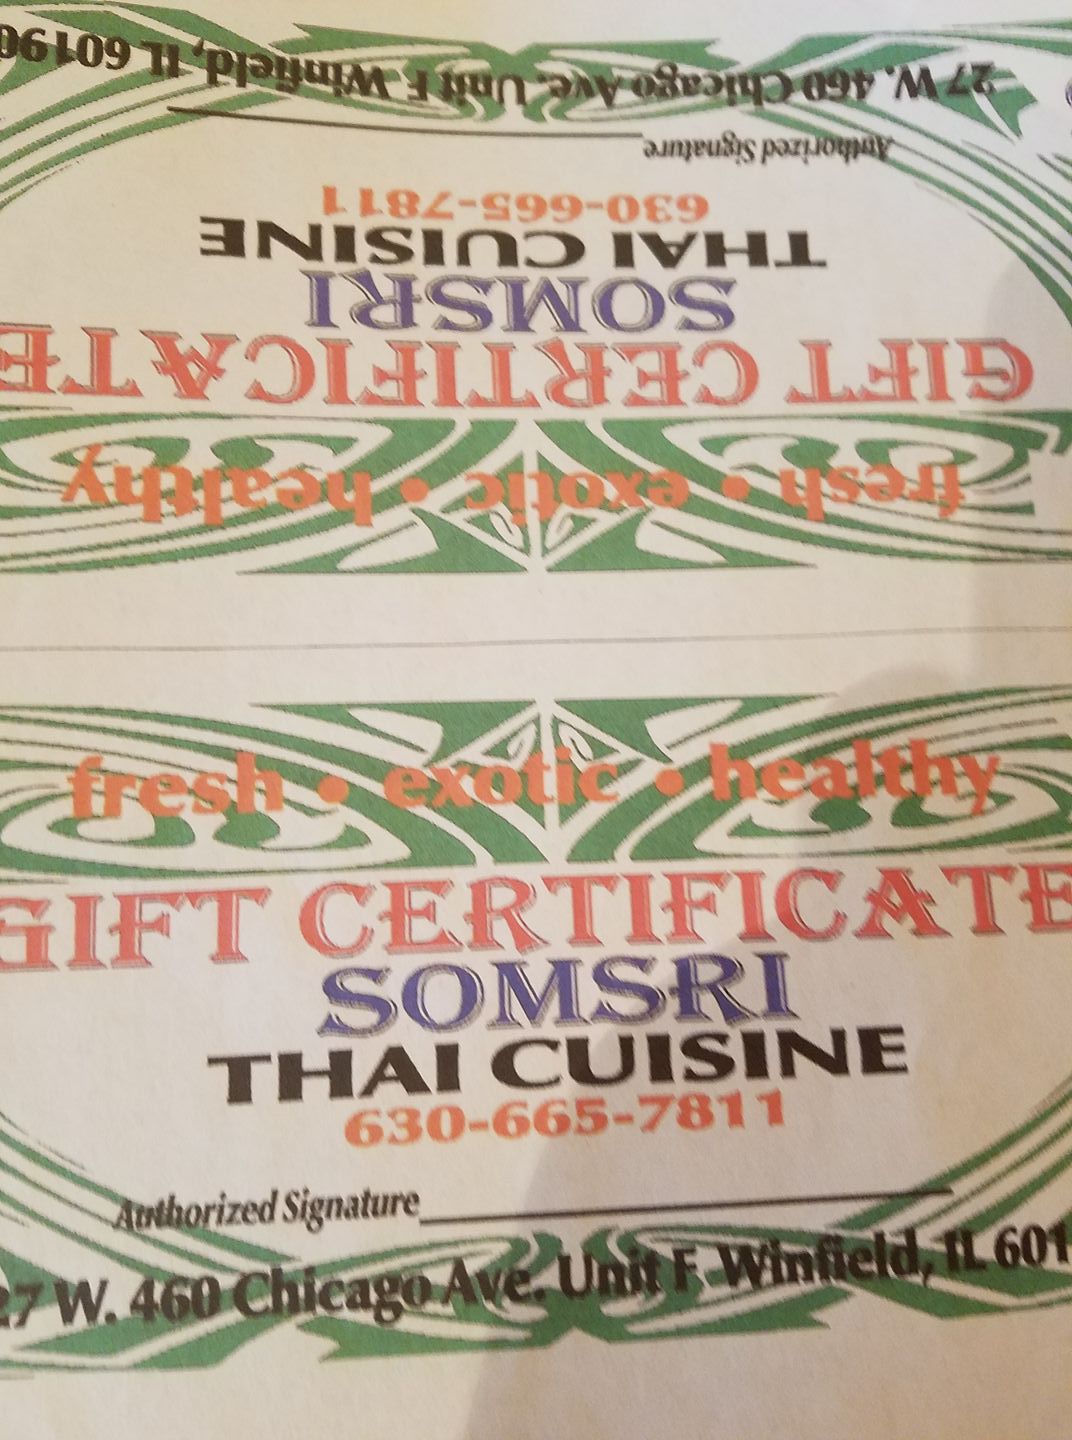 27 W. 460 Chicago Ave. Unit F. Winfield, IL 60190
Authorized Signature
630-665-7811
THAI CUISINE
SOMSRI
GIFT CERTIFICATE
fresh • exotic • healthy
fresh • exotic • healthy
GIFT CERTIFICATE
SOMSRI
THAI CUISINE
630-665-7811
Authorized Signature
27 W. 460 Chicago Ave. Unit F. Winfield, IL 601